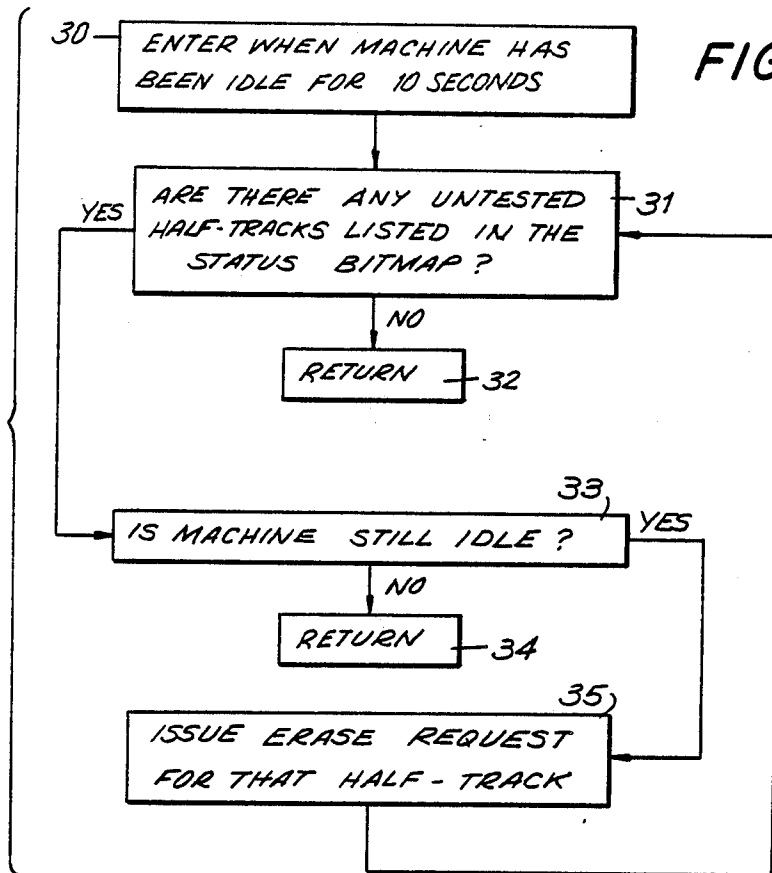 30
ENTER WHEN MACHINE HAS
BEEN IDLE FOR 10 SECONDS
FIG
ARE THERE ANY UNTESTED
HALF-TRACKS LISTED IN THE
STATUS BITMAP?
31
YES
NO
RETURN
32
33
IS MACHINE STILL IDLE?
YES
NO
RETURN
34
35
ISSUE ERASE REQUEST
FOR THAT HALF-TRACK